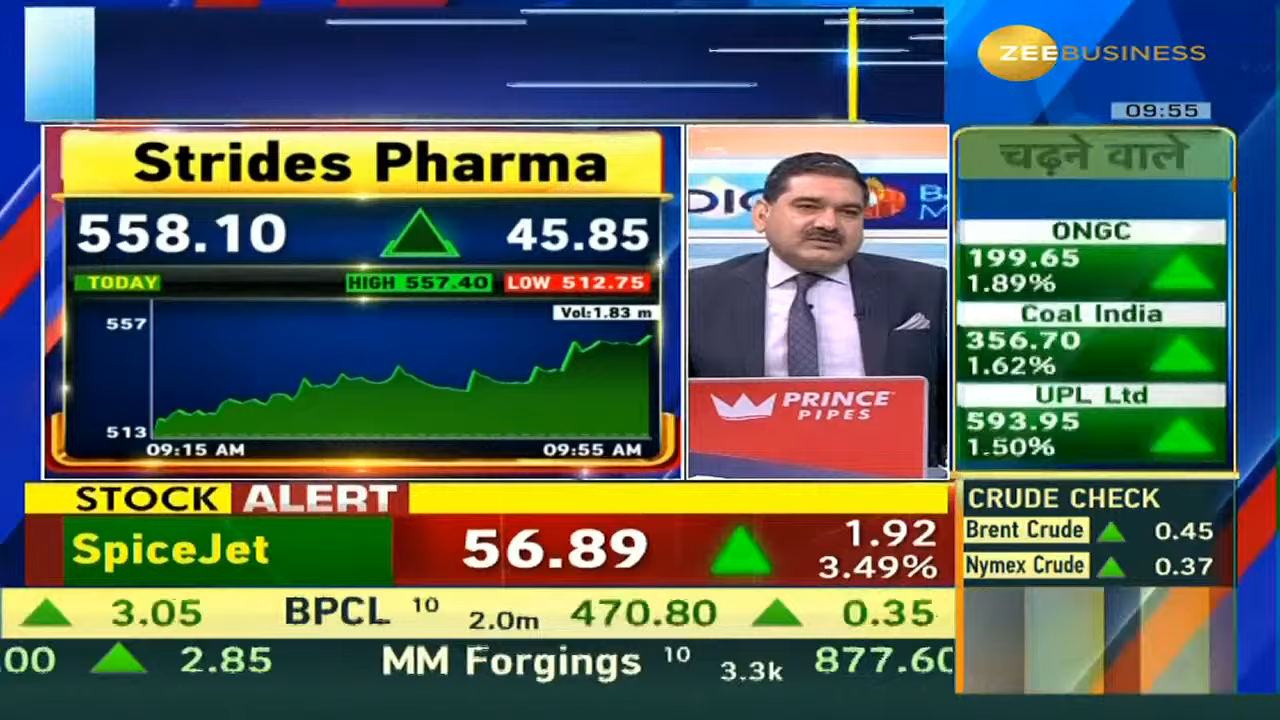 ZEEBUSINESS
09:55
Strides Pharma
558.10 45.85
TODAY HIGH 557.40 LOW 512.75
Vol:1.83 m
557
513
09:15 AM 09:55 AM
PRINCE
PIPES
चढ़ने वाले
ONGC
199.65
1.89%
Coal India
356.70
1.62%
UPL Ltd
593.95
1.50%
STOCK ALERT
SpiceJet 56.89 1.92
3.49%
CRUDE CHECK
Brent Crude 0.45
Nymex Crude 0.37
3.05 BPCL 10 2.0m 470.80 0.35
.00 2.85 MM Forgings 10 3.3k 877.60